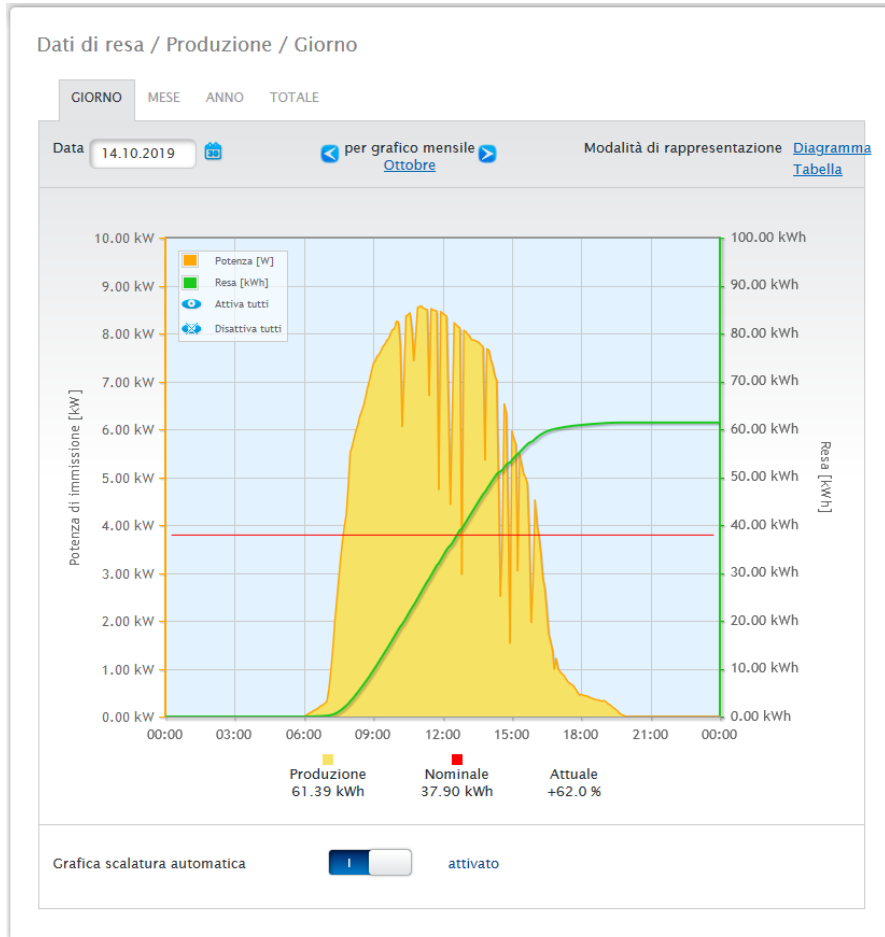 Dati di resa / Produzione / Giorno
GIORNO MESE ANNO TOTALE
Data 14.10.2019 30 per grafico mensile Modalità di rappresentazione Diagramma
Ottobre Tabella
10.00 kW 100.00 kWh
Potenza [W]
9.00 kW Resa [kWh] 90.00 kWh
Attiva tutti
8.00 kW Disattiva tutti 80.00 kWh
7.00 kW 70.00 kWh
6.00 kW 60.00 kWh
5.00 kW 50.00 kWh
4.00 kW 40.00 kWh
3.00 kW 30.00 kWh
2.00 kW 20.00 kWh
1.00 kW 10.00 kWh
0.00 kW 0.00 kWh
Potenza di immissione [kW]
Resa [kWh]
00:00 03:00 06:00 09:00 12:00 15:00 18:00 21:00 00:00
Produzione Nominale Attuale
61.39 kWh 37.90 kWh +62.0 %
Grafica scalatura automatica I attivato